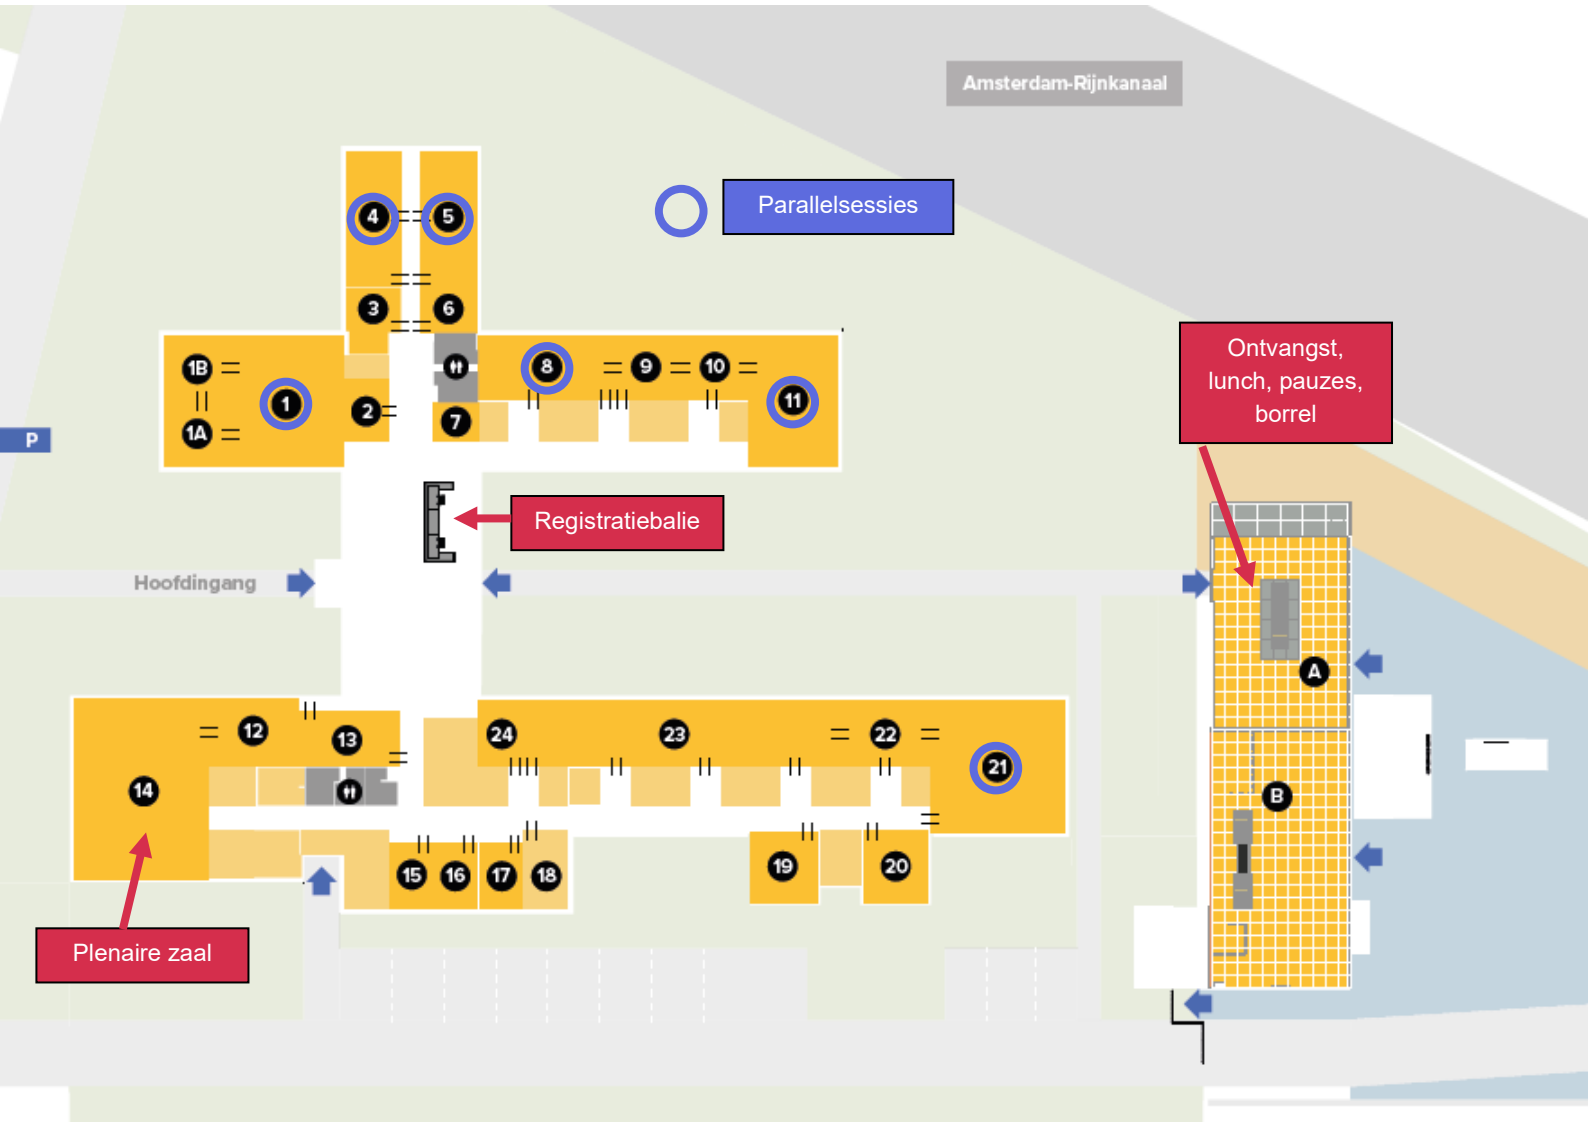 Amsterdam-Rijnkanaal
4
5
Parallelsessies
3
6
1B
8
9
10
1
11
2
1A
7
P
Ontvangst,
lunch, pauzes,
borrel
Registratiebalie
Hoofdingang
A
12
13
24
23
22
21
14
B
15
16
17
18
19
20
Plenaire zaal